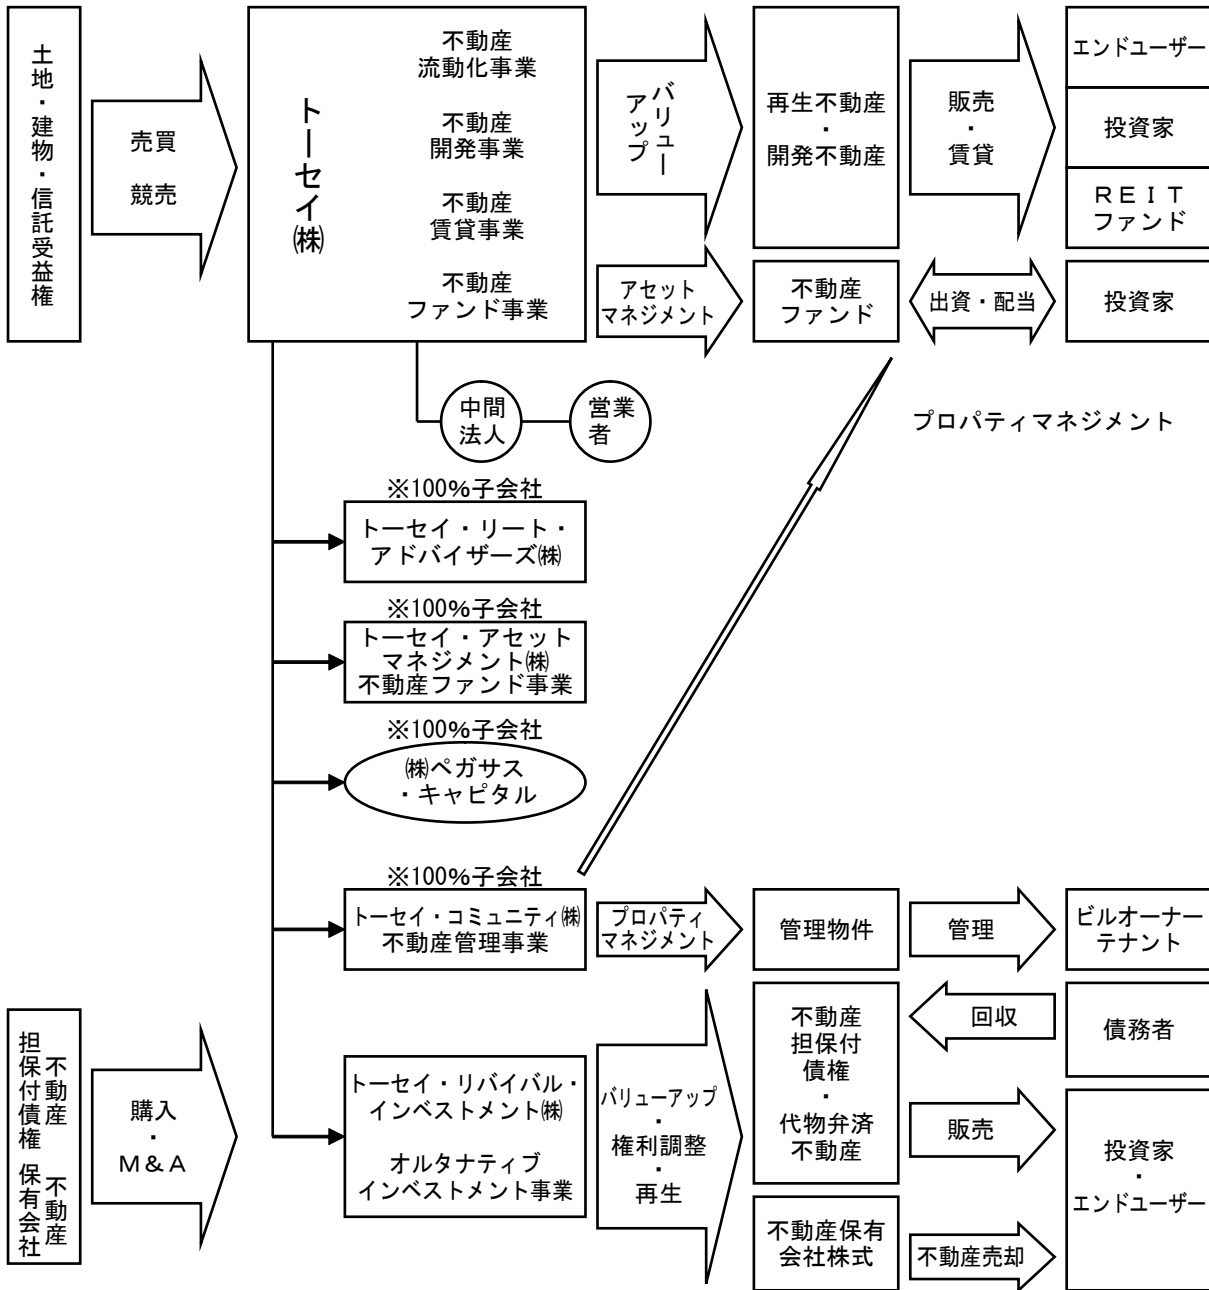 土地・建物・信託受益権
売買
競売
トーセイ㈱
不動産
流動化事業
不動産
開発事業
不動産
賃貸事業
不動産
ファンド事業
バリュー
アップ
再生不動産
・
開発不動産
販売
・
賃貸
エンドユーザー
投資家
ＲＥＩＴ
ファンド
アセット
マネジメント
不動産
ファンド
出資・配当
投資家
中間
法人
営業
者
プロパティマネジメント
※100%子会社
トーセイ・リート・
アドバイザーズ㈱
※100%子会社
トーセイ・アセット
マネジメント㈱
不動産ファンド事業
※100%子会社
㈱ペガサス
・キャピタル
※100%子会社
トーセイ・コミュニティ㈱
不動産管理事業
プロパティ
マネジメント
管理物件
管理
ビルオーナー
テナント
不動産
担保付債権
不動産
保有会社
購入
・
Ｍ＆Ａ
トーセイ・リバイバル・
インベストメント㈱
オルタナティブ
インベストメント事業
バリューアップ
・
権利調整
・
再生
不動産
担保付
債権
・
代物弁済
不動産
回収
債務者
販売
投資家
・
エンドユーザー
不動産保有
会社株式
不動産売却